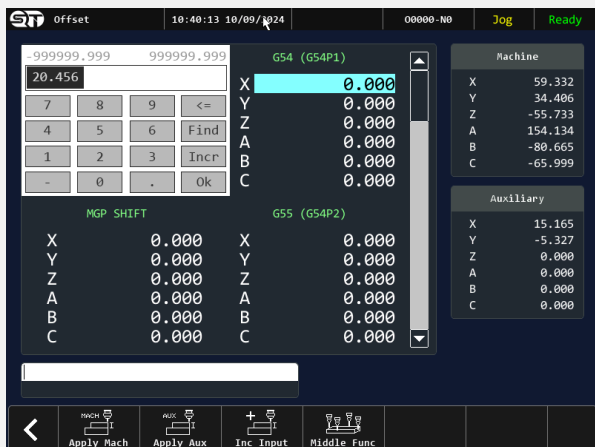 ST Offset 10:40:13 10/09/2024 O0000-N0 Jog Ready
-999999.999 999999.999
20.456
7 8 9 <=
4 5 6 Find
1 2 3 Incr
- 0 . Ok
G54 (G54P1)
X 0.000
Y 0.000
Z 0.000
A 0.000
B 0.000
C 0.000
MGP SHIFT
X 0.000
Y 0.000
Z 0.000
A 0.000
B 0.000
C 0.000
G55 (G54P2)
X 0.000
Y 0.000
Z 0.000
A 0.000
B 0.000
C 0.000
Machine
X 59.332
Y 34.406
Z -55.733
A 154.134
B -80.665
C -65.999
Auxiliary
X 15.165
Y -5.327
Z 0.000
A 0.000
B 0.000
C 0.000
MACH I
Apply Mach
AUX I
Apply Aux
+ I
Inc Input
Middle Func